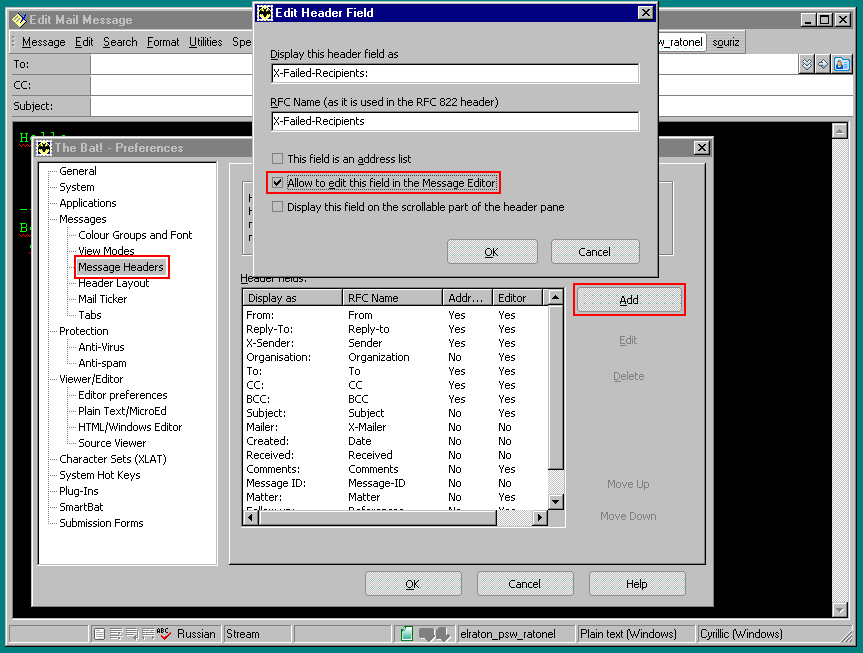 Edit Mail Message
Message Edit Search Format Utilities Spe
w_ratonel souriz
To:
CC:
Subject:
Edit Header Field
Display this header field as
X-Failed-Recipients:
RFC Name (as it is used in the RFC 822 header)
X-Failed-Recipients
This field is an address list
Allow to edit this field in the Message Editor
Display this field on the scrollable part of the header pane
OK Cancel
The Bat! - Preferences
General
System
Applications
Messages
Colour Groups and Font
View Modes
Message Headers
Header Layout
Mail Ticker
Tabs
Protection
Anti-Virus
Anti-spam
Viewer/Editor
Editor preferences
Plain Text/MicroEd
HTML/Windows Editor
Source Viewer
Character Sets (XLAT)
System Hot Keys
Plug-Ins
SmartBat
Submission Forms
Header fields:
Display as RFC Name Addr... Editor
From: From Yes Yes
Reply-To: Reply-to Yes Yes
X-Sender: Sender Yes Yes
Organisation: Organization No Yes
To: To Yes Yes
CC: CC Yes Yes
BCC: BCC Yes Yes
Subject: Subject No Yes
Mailer: X-Mailer No No
Created: Date No No
Received: Received No No
Comments: Comments No Yes
Message ID: Message-ID No No
Matter: Matter No Yes
Add
Edit
Delete
Move Up
Move Down
OK Cancel Help
ABC Russian Stream elraton_psw_ratonel Plain text (Windows) Cyrillic (Windows)